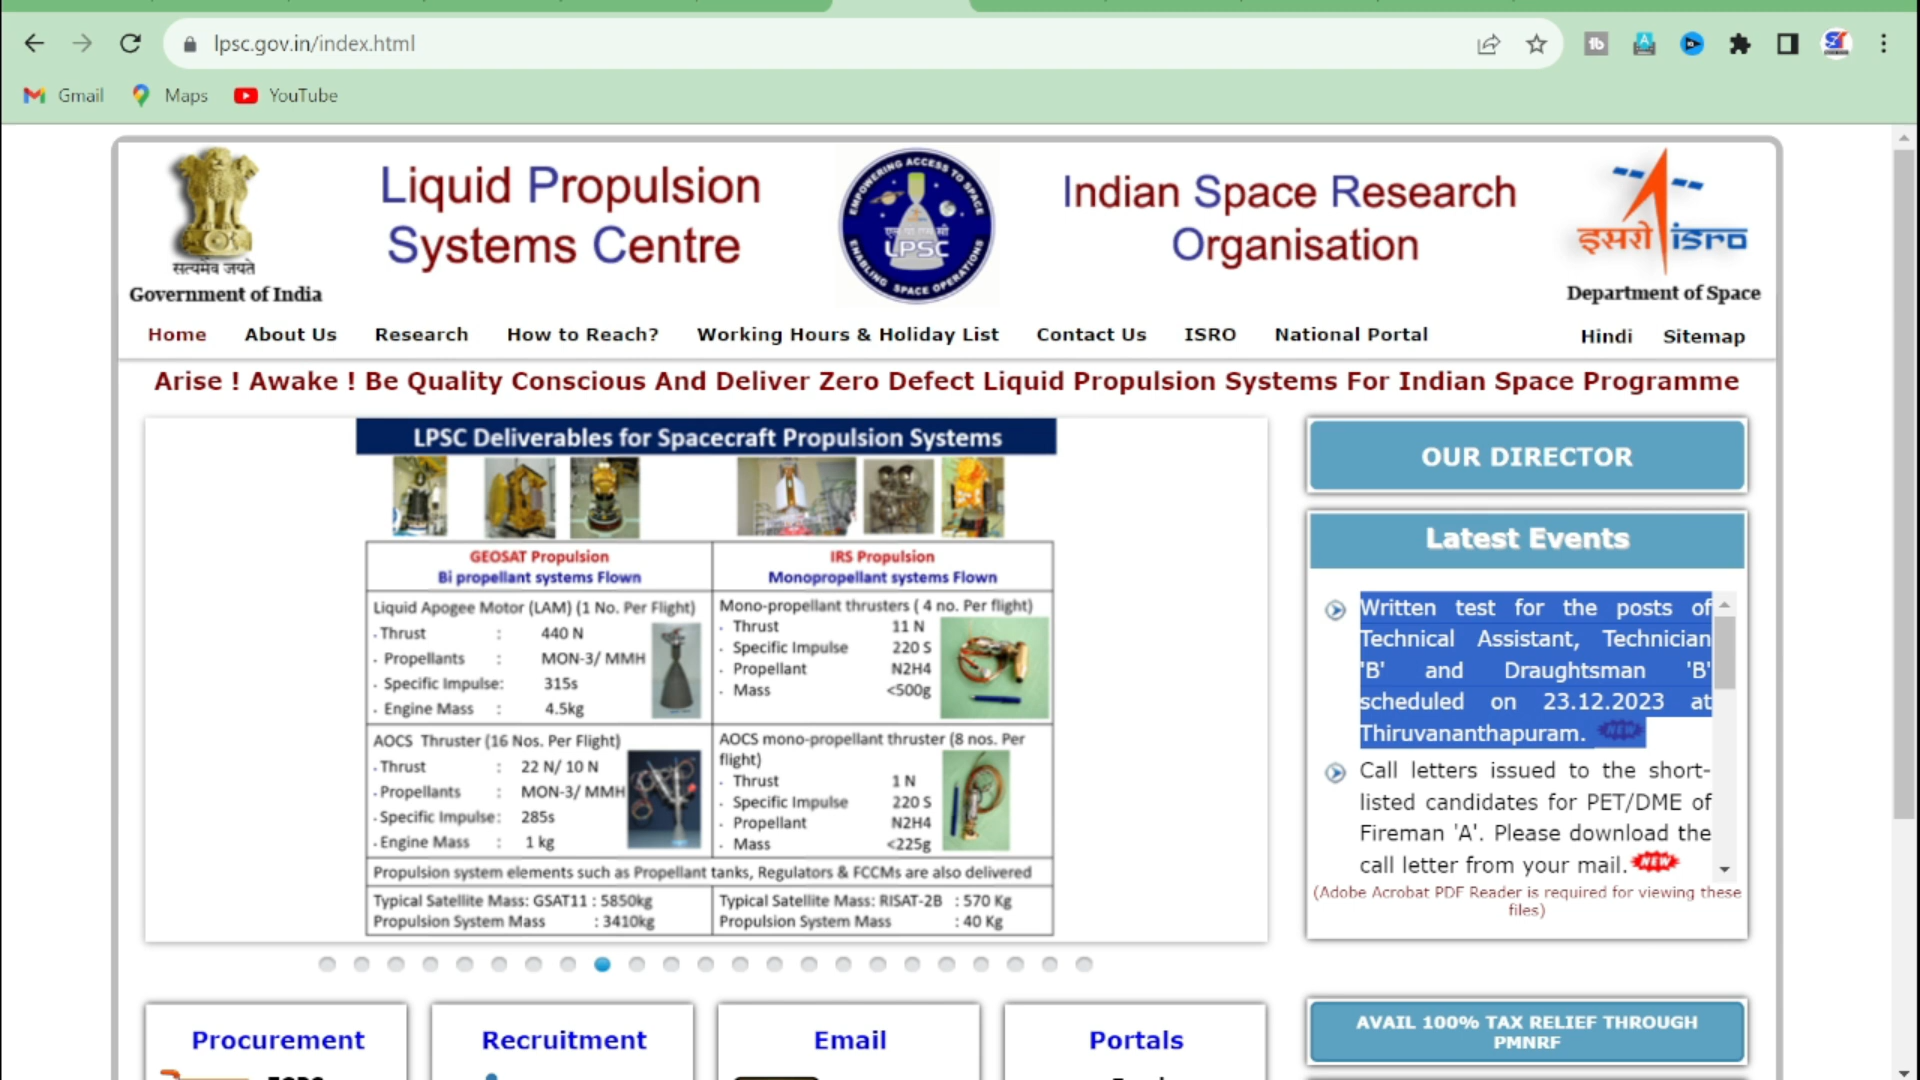 lpsc.gov.in/index.html
Gmail Maps YouTube
Liquid Propulsion
Systems Centre
EMPOWERING ACCESS TO SPACE
LPSC
ENABLING SPACE OPERATIONS
Indian Space Research
Organisation
इसरो isro
सत्यमेव जयते
Government of India
Department of Space
Home About Us Research How to Reach? Working Hours & Holiday List Contact Us ISRO National Portal Hindi Sitemap
Arise ! Awake ! Be Quality Conscious And Deliver Zero Defect Liquid Propulsion Systems For Indian Space Programme
LPSC Deliverables for Spacecraft Propulsion Systems
GEOSAT Propulsion
Bi propellant systems Flown
Liquid Apogee Motor (LAM) (1 No. Per Flight)
Thrust : 440 N
Propellants : MON-3/ MMH
Specific Impulse: 315s
Engine Mass : 4.5kg
AOCS Thruster (16 Nos. Per Flight)
Thrust : 22 N/ 10 N
Propellants : MON-3/ MMH
Specific Impulse: 285s
Engine Mass : 1 kg
IRS Propulsion
Monopropellant systems Flown
Mono-propellant thrusters ( 4 no. Per flight)
Thrust 11 N
Specific Impulse 220 S
Propellant N2H4
Mass <500g
AOCS mono-propellant thruster (8 nos. Per
flight)
Thrust 1 N
Specific Impulse 220 S
Propellant N2H4
Mass <225g
Propulsion system elements such as Propellant tanks, Regulators & FCCMs are also delivered
Typical Satellite Mass: GSAT11 : 5850kg
Propulsion System Mass : 3410kg
Typical Satellite Mass: RISAT-2B : 570 Kg
Propulsion System Mass : 40 Kg
OUR DIRECTOR
Latest Events
Written test for the posts of
Technical Assistant, Technician
'B' and Draughtsman 'B'
scheduled on 23.12.2023 at
Thiruvananthapuram. NEW
Call letters issued to the short-
listed candidates for PET/DME of
Fireman 'A'. Please download the
call letter from your mail. NEW
(Adobe Acrobat PDF Reader is required for viewing these
files)
Procurement
Recruitment
Email
Portals
AVAIL 100% TAX RELIEF THROUGH
PMNRF